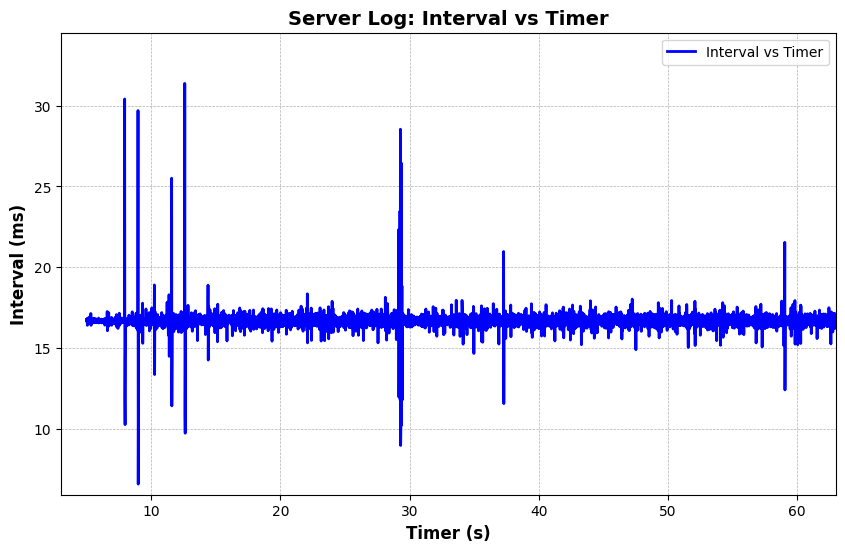 Server Log: Interval vs Timer
Interval vs Timer
30
25
20
15
10
Interval (ms)
10 20 30 40 50 60
Timer (s)